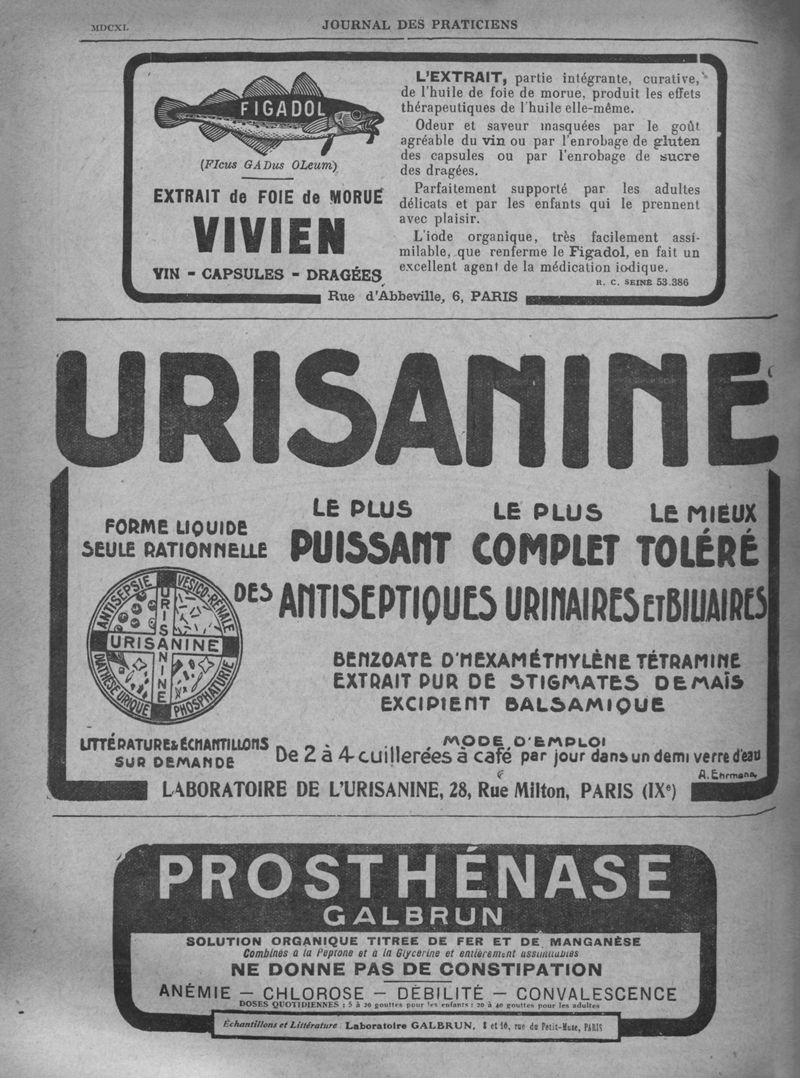 MDCXL
JOURNAL DES PRATICIENS
FIGADOL
(FIcus GADus OLeum)
EXTRAIT de FOIE de MORUE
VIVIEN
VIN - CAPSULES - DRAGÉES
L'EXTRAIT, partie intégrante, curative,
de l'huile de foie de morue, produit les effets
thérapeutiques de l'huile elle-même.
Odeur et saveur masquées par le goût
agréable du vin ou par l'enrobage de gluten
des capsules ou par l'enrobage de sucre
des dragées.
Parfaitement supporté par les adultes
délicats et par les enfants qui le prennent
avec plaisir.
L'iode organique, très facilement assi-
milable, que renferme le Figadol, en fait un
excellent agent de la médication iodique.
R. C. SEINE 53.386
Rue d'Abbeville, 6, PARIS
URISANINE
FORME LIQUIDE
SEULE RATIONNELLE
LE PLUS LE PLUS LE MIEUX
PUISSANT COMPLET TOLÉRÉ
DES ANTISEPTIQUES URINAIRES ET BILIAIRES
ANTISEPSIE VESICO-RENALE
URISANINE
URISANINE
DIATHÈSE URIQUE PHOSPHATURIE
BENZOATE D'HEXAMÉTHYLÈNE TÉTRAMINE
EXTRAIT PUR DE STIGMATES DE MAÏS
EXCIPIENT BALSAMIQUE
LITTÉRATURE & ÉCHANTILLONS
SUR DEMANDE
MODE D'EMPLOI
De 2 à 4 cuillerées à café par jour dans un demi verre d'eau
A. Ehrmann
LABORATOIRE DE L'URISANINE, 28, Rue Milton, PARIS (IXe)
PROSTHÉNASE
GALBRUN
SOLUTION ORGANIQUE TITRÉE DE FER ET DE MANGANÈSE
Combinés à la Peptone et à la Glycérine et entièrement assimilables
NE DONNE PAS DE CONSTIPATION
ANÉMIE — CHLOROSE — DÉBILITÉ — CONVALESCENCE
DOSES QUOTIDIENNES : 5 à 20 gouttes pour les enfants : 20 à 40 gouttes pour les adultes
Échantillons et Littérature : Laboratoire GALBRUN, 8 et 10, rue du Petit-Musc, PARIS